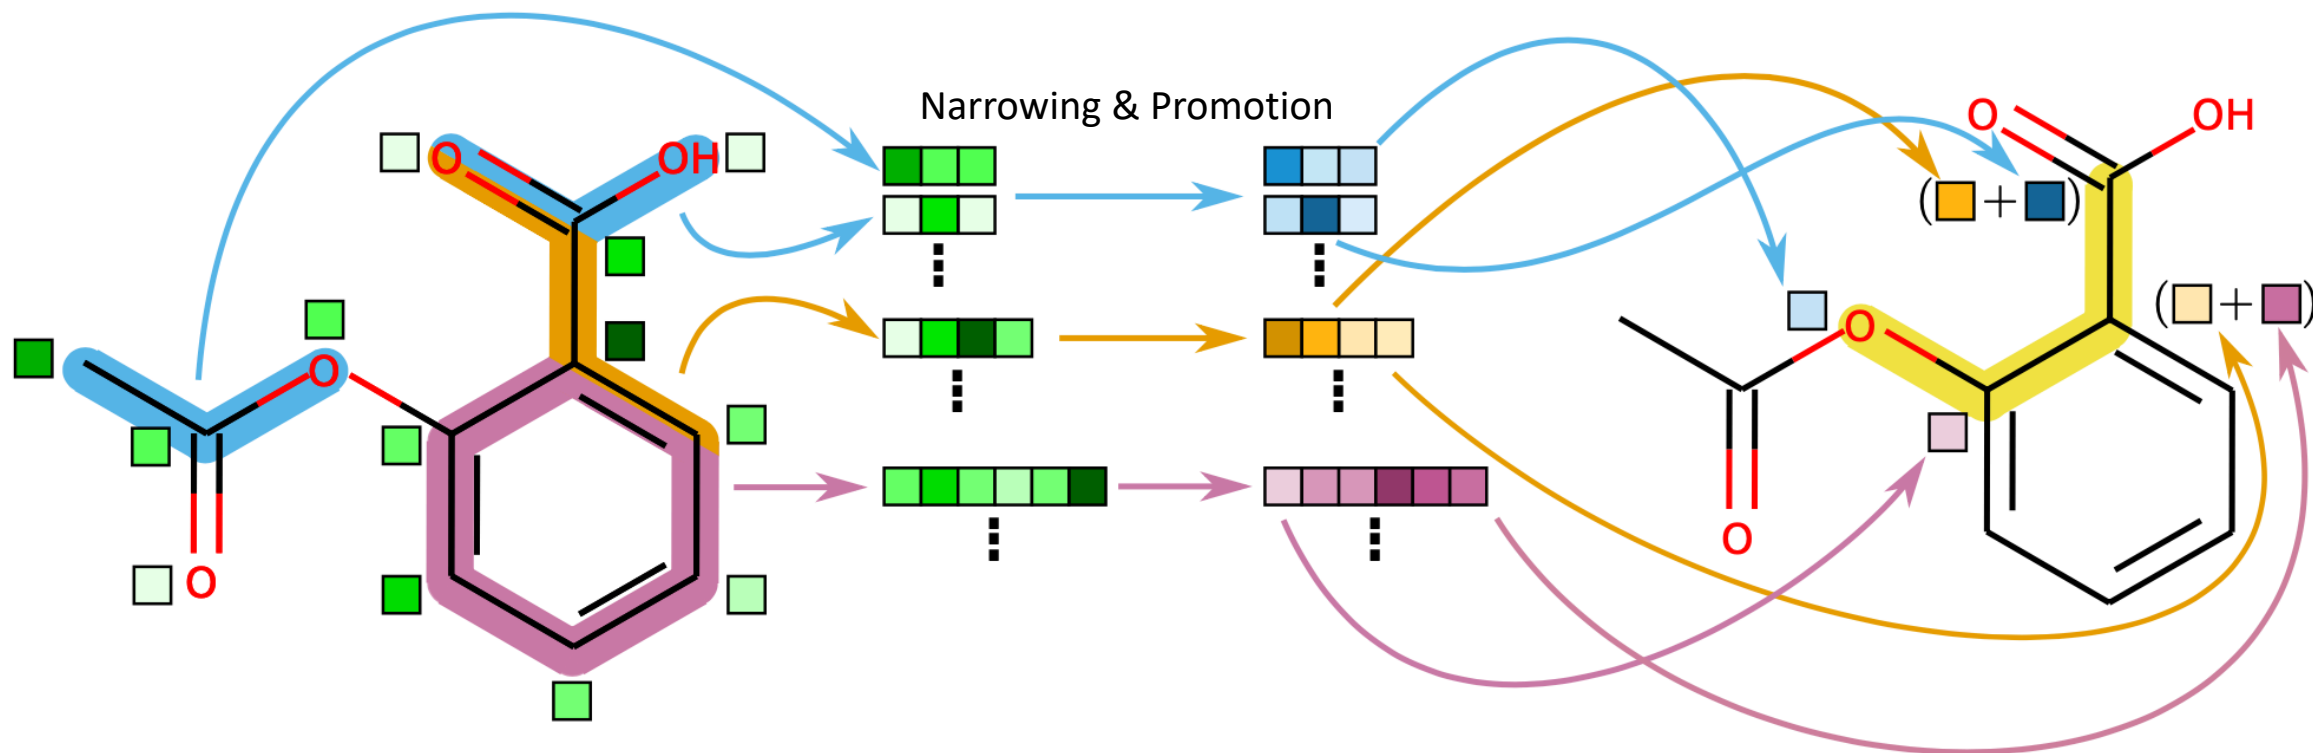 Narrowing & Promotion
O OH
O
O
O OH
( + )
( + )
O
O